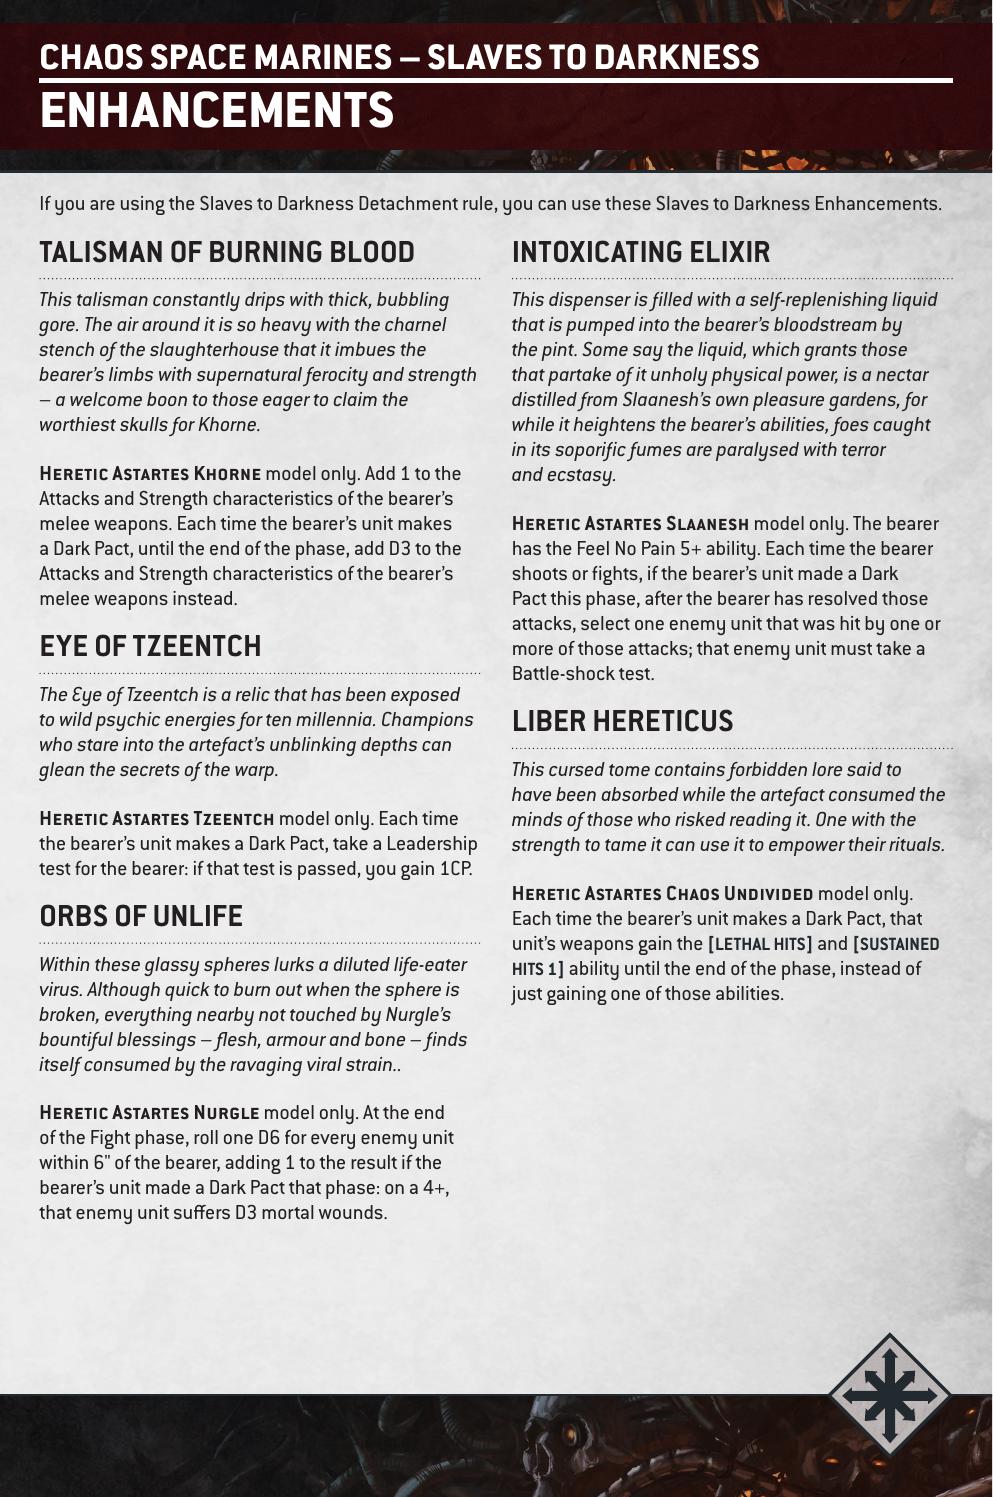 CHAOS SPACE MARINES – SLAVES TO DARKNESS
ENHANCEMENTS
If you are using the Slaves to Darkness Detachment rule, you can use these Slaves to Darkness Enhancements.
TALISMAN OF BURNING BLOOD
This talisman constantly drips with thick, bubbling
gore. The air around it is so heavy with the charnel
stench of the slaughterhouse that it imbues the
bearer's limbs with supernatural ferocity and strength
– a welcome boon to those eager to claim the
worthiest skulls for Khorne.
HERETIC ASTARTES KHORNE model only. Add 1 to the
Attacks and Strength characteristics of the bearer's
melee weapons. Each time the bearer's unit makes
a Dark Pact, until the end of the phase, add D3 to the
Attacks and Strength characteristics of the bearer's
melee weapons instead.
EYE OF TZEENTCH
The Eye of Tzeentch is a relic that has been exposed
to wild psychic energies for ten millennia. Champions
who stare into the artefact's unblinking depths can
glean the secrets of the warp.
HERETIC ASTARTES TZEENTCH model only. Each time
the bearer's unit makes a Dark Pact, take a Leadership
test for the bearer: if that test is passed, you gain 1CP.
ORBS OF UNLIFE
Within these glassy spheres lurks a diluted life-eater
virus. Although quick to burn out when the sphere is
broken, everything nearby not touched by Nurgle's
bountiful blessings – flesh, armour and bone – finds
itself consumed by the ravaging viral strain..
HERETIC ASTARTES NURGLE model only. At the end
of the Fight phase, roll one D6 for every enemy unit
within 6" of the bearer, adding 1 to the result if the
bearer's unit made a Dark Pact that phase: on a 4+,
that enemy unit suffers D3 mortal wounds.
INTOXICATING ELIXIR
This dispenser is filled with a self-replenishing liquid
that is pumped into the bearer's bloodstream by
the pint. Some say the liquid, which grants those
that partake of it unholy physical power, is a nectar
distilled from Slaanesh's own pleasure gardens, for
while it heightens the bearer's abilities, foes caught
in its soporific fumes are paralysed with terror
and ecstasy.
HERETIC ASTARTES SLAANESH model only. The bearer
has the Feel No Pain 5+ ability. Each time the bearer
shoots or fights, if the bearer's unit made a Dark
Pact this phase, after the bearer has resolved those
attacks, select one enemy unit that was hit by one or
more of those attacks; that enemy unit must take a
Battle-shock test.
LIBER HERETICUS
This cursed tome contains forbidden lore said to
have been absorbed while the artefact consumed the
minds of those who risked reading it. One with the
strength to tame it can use it to empower their rituals.
HERETIC ASTARTES CHAOS UNDIVIDED model only.
Each time the bearer's unit makes a Dark Pact, that
unit's weapons gain the [LETHAL HITS] and [SUSTAINED
HITS 1] ability until the end of the phase, instead of
just gaining one of those abilities.